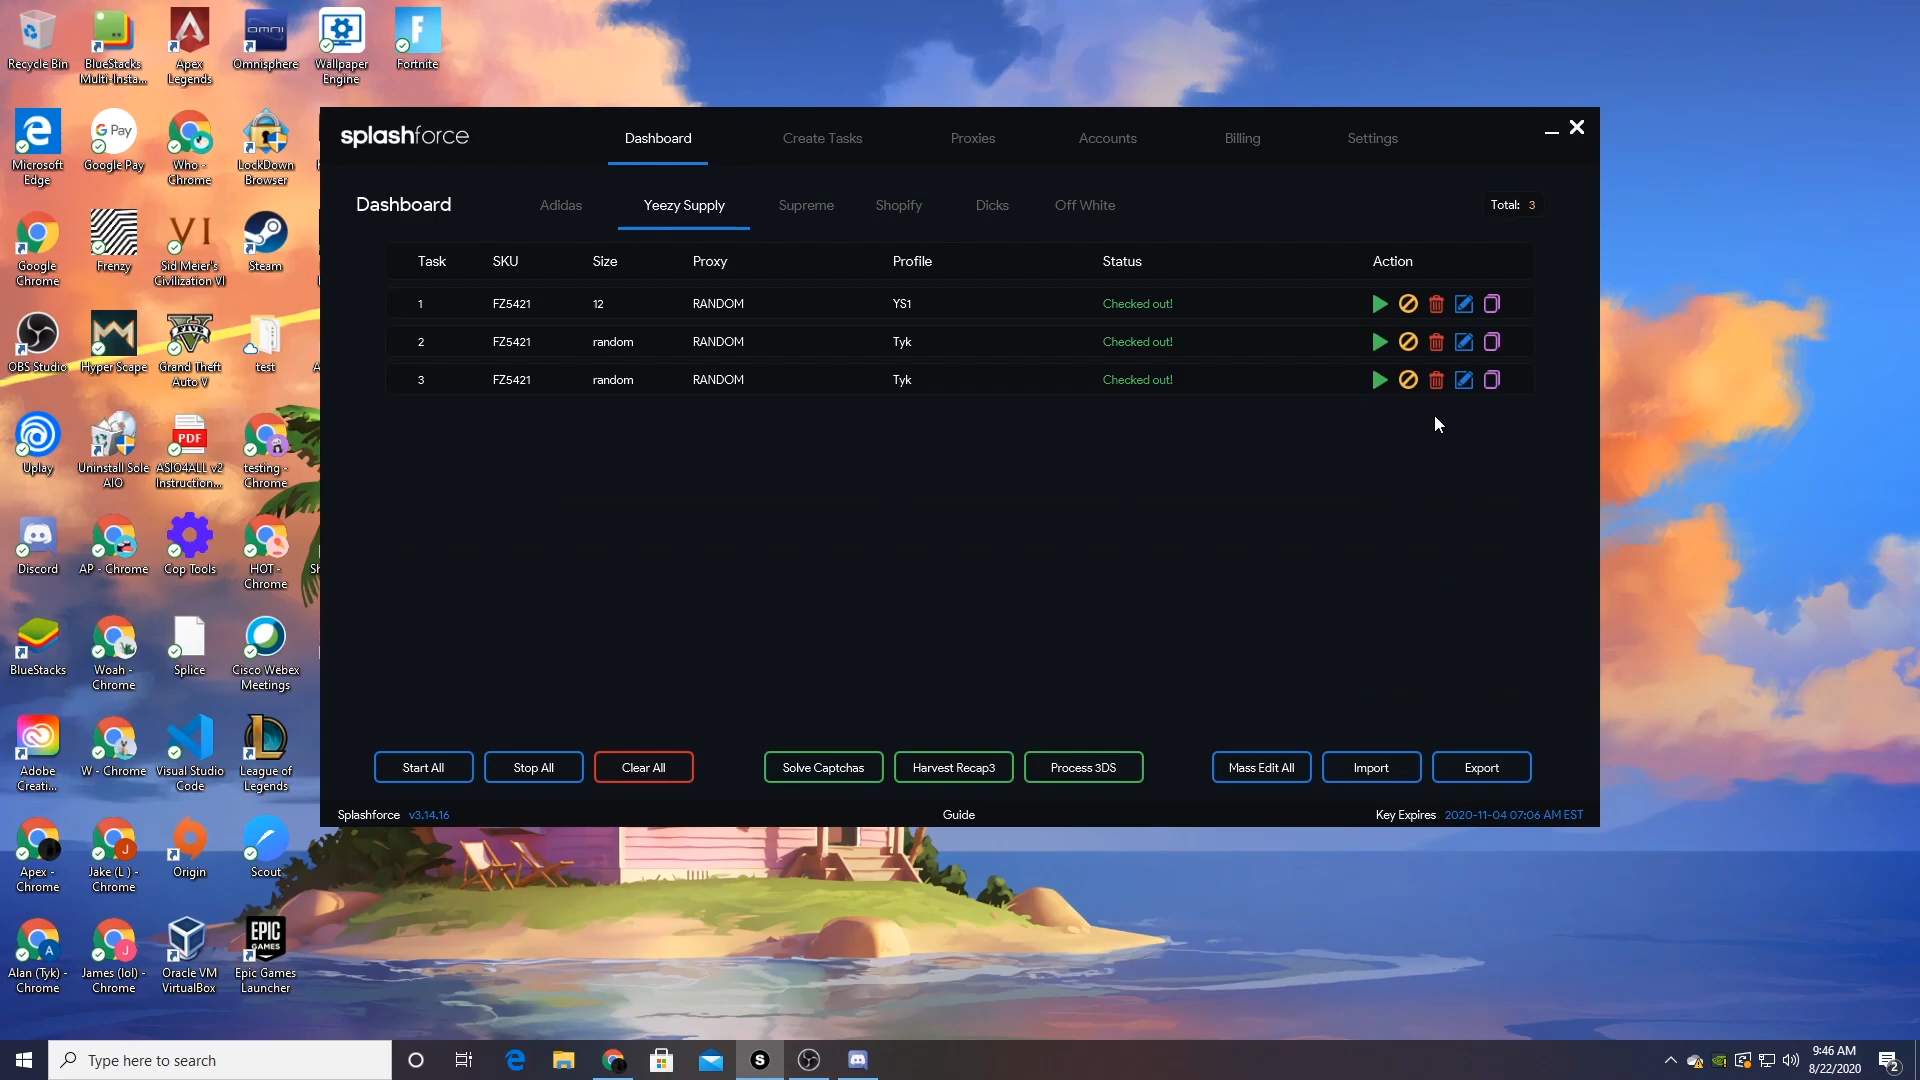 Recycle Bin
BlueStacks Multi-Insta...
Apex Legends
Omnisphere
Wallpaper Engine
Fortnite
Microsoft Edge
G Pay
Google Pay
Who - Chrome
LockDown Browser
Google Chrome
Frenzy
VI
Sid Meier's Civilization VI
Steam
OBS Studio
Hyper Scape
Grand Theft Auto V
test
Uplay
Uninstall Sole AIO
PDF
ASIO4ALL v2 Instruction...
testing - Chrome
Discord
AP - Chrome
Cop Tools
HOT - Chrome
BlueStacks
Woah - Chrome
Splice
Cisco Webex Meetings
Adobe Creati...
W - Chrome
Visual Studio Code
League of Legends
Apex - Chrome
Jake (L ) - Chrome
Origin
Scout
Alan (Tyk) - Chrome
James (lol) - Chrome
Oracle VM VirtualBox
EPIC GAMES
Epic Games Launcher
splashforce
Dashboard
Create Tasks
Proxies
Accounts
Billing
Settings
Dashboard
Adidas
Yeezy Supply
Supreme
Shopify
Dicks
Off White
Total: 3
Task SKU Size Proxy Profile Status Action
1 FZ5421 12 RANDOM YS1 Checked out!
2 FZ5421 random RANDOM Tyk Checked out!
3 FZ5421 random RANDOM Tyk Checked out!
Start All
Stop All
Clear All
Solve Captchas
Harvest Recap3
Process 3DS
Mass Edit All
Import
Export
Splashforce v3.14.16
Guide
Key Expires 2020-11-04 07:06 AM EST
Type here to search
9:46 AM
8/22/2020
2